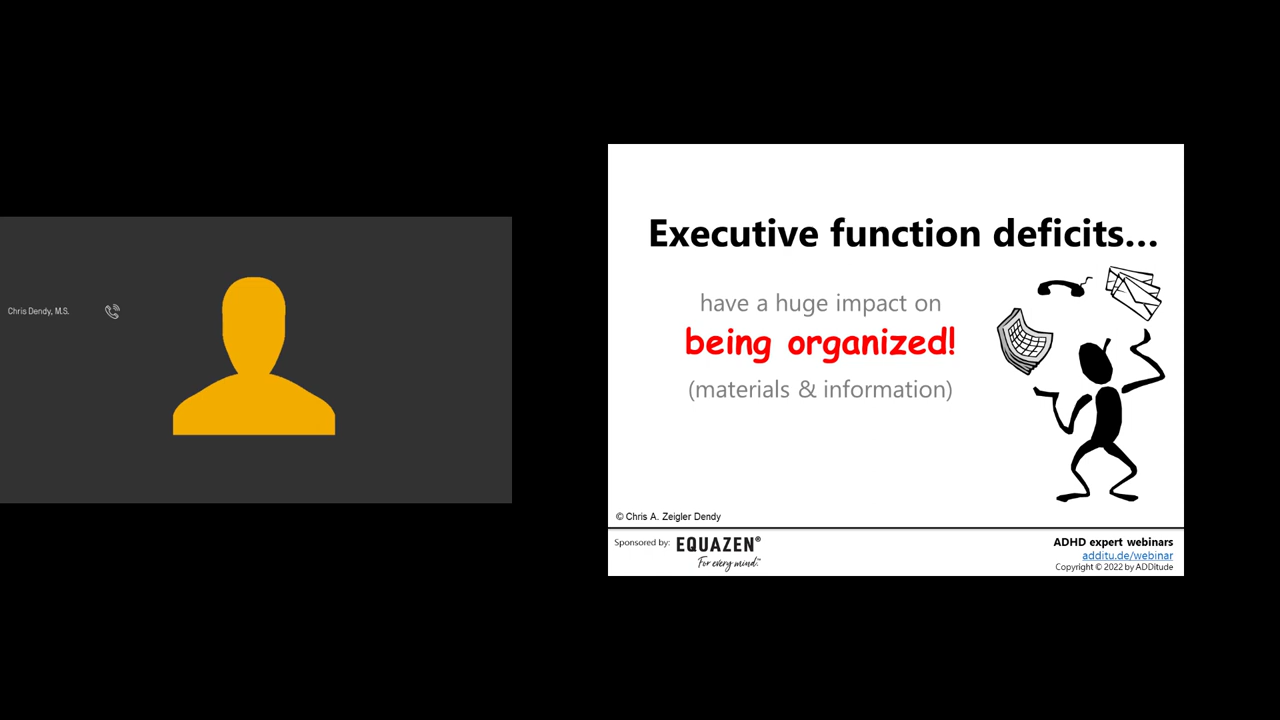 Chris Dendy, M.S.
Executive function deficits...
have a huge impact on
being organized!
(materials & information)
© Chris A. Zeigler Dendy
Sponsored by: EQUAZEN®
For every mind.™
ADHD expert webinars
additu.de/webinar
Copyright © 2022 by ADDitude